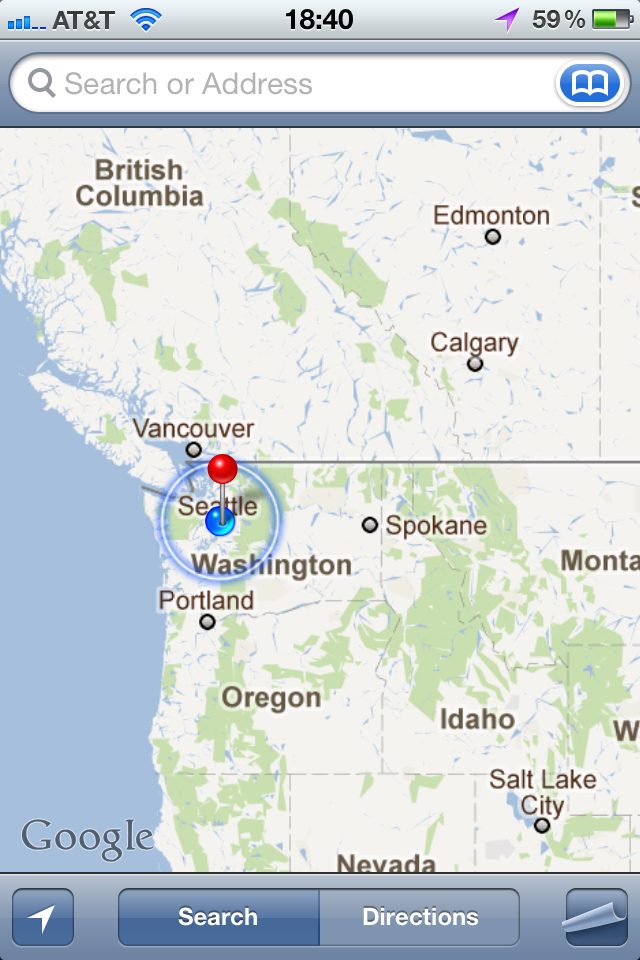 AT&T 18:40 59%
Search or Address
British
Columbia
S
Edmonton
Calgary
Vancouver
Seattle
Spokane
Washington
Monta
Portland
Oregon
Idaho
W
Salt Lake
City
Google
Nevada
Search Directions